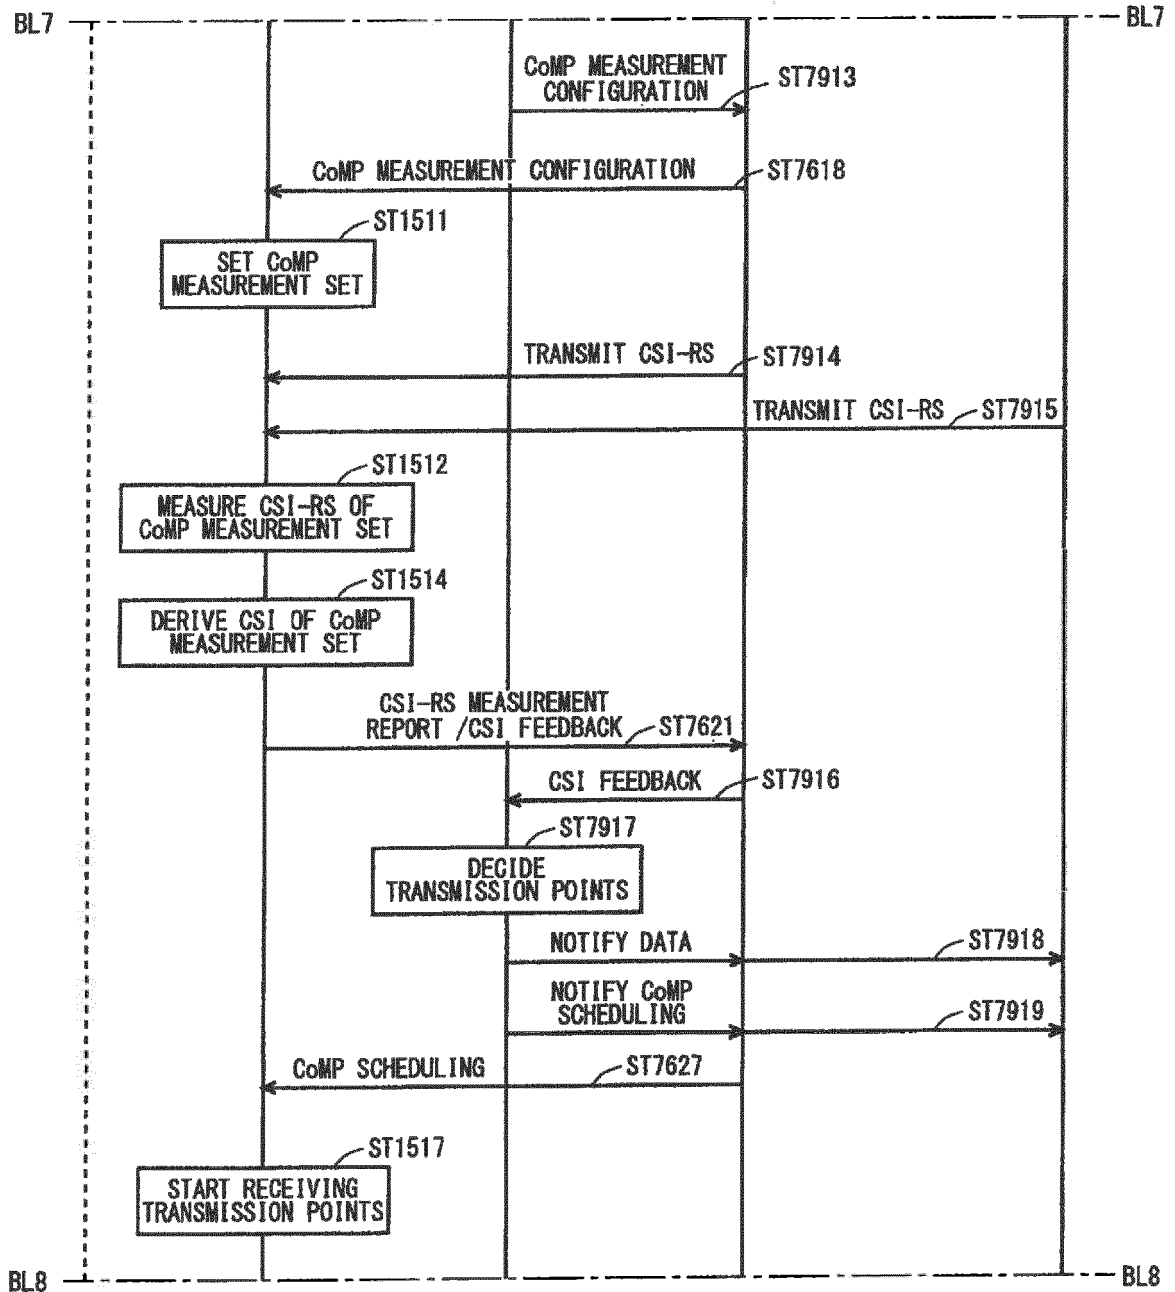 BL7
BL7
CoMP MEASUREMENT
CONFIGURATION
ST7913
CoMP MEASUREMENT CONFIGURATION
ST7618
ST1511
SET CoMP
MEASUREMENT SET
TRANSMIT CSI-RS
ST7914
TRANSMIT CSI-RS
ST7915
ST1512
MEASURE CSI-RS OF
CoMP MEASUREMENT SET
ST1514
DERIVE CSI OF CoMP
MEASUREMENT SET
CSI-RS MEASUREMENT
REPORT /CSI FEEDBACK
ST7621
CSI FEEDBACK
ST7916
ST7917
DECIDE
TRANSMISSION POINTS
NOTIFY DATA
ST7918
NOTIFY CoMP
SCHEDULING
ST7919
CoMP SCHEDULING
ST7627
ST1517
START RECEIVING
TRANSMISSION POINTS
BL8
BL8